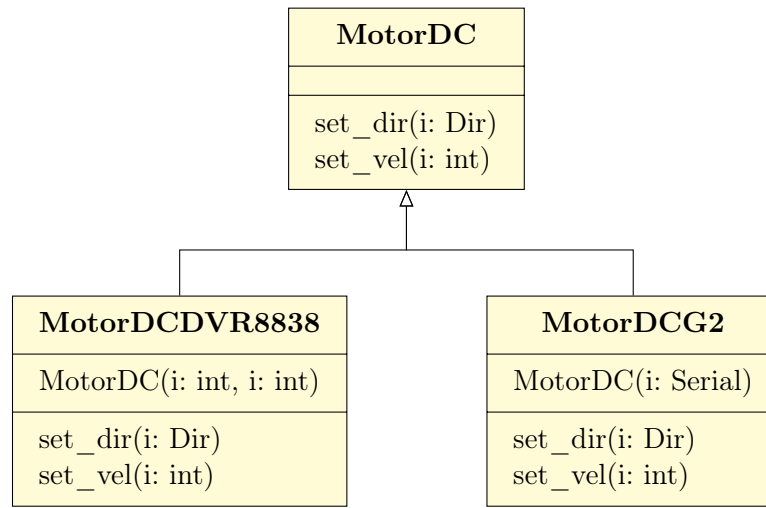 MotorDC
set_dir(i: Dir)
set_vel(i: int)
MotorDCDVR8838
MotorDC(i: int, i: int)
set_dir(i: Dir)
set_vel(i: int)
MotorDCG2
MotorDC(i: Serial)
set_dir(i: Dir)
set_vel(i: int)